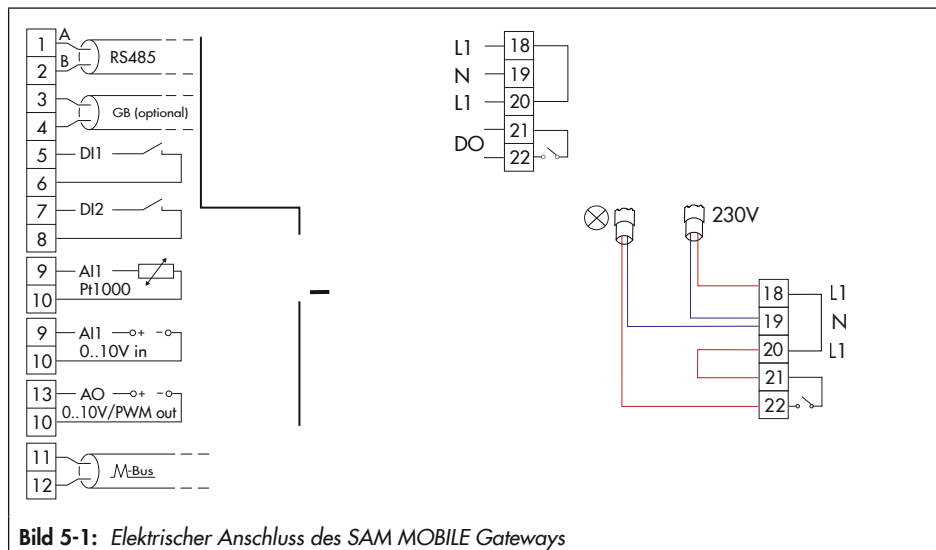 1 A
2 B RS485
3
4 GB (optional)
5 DI1
6
7 DI2
8
9 AI1
10 Pt1000
9 AI1 + -
10 0..10V in
13 AO + -
10 0..10V/PWM out
11
12 M-Bus
L1 18
N 19
L1 20
DO 21
22
230V
18 L1
19 N
20 L1
21
22
Bild 5-1: Elektrischer Anschluss des SAM MOBILE Gateways